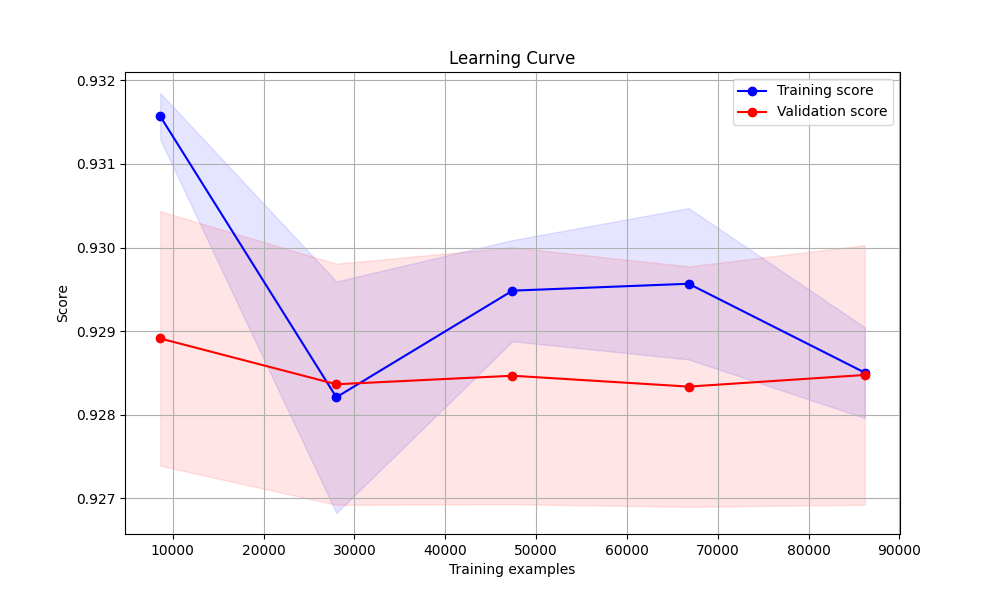 Learning Curve
0.932
0.931
0.930
0.929
0.928
0.927
Score
Training score
Validation score
10000 20000 30000 40000 50000 60000 70000 80000 90000
Training examples